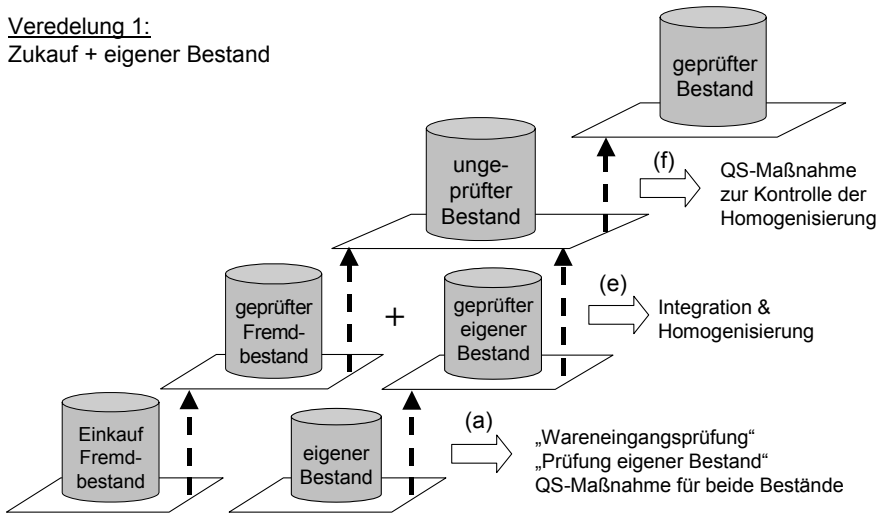 Veredelung 1:
Zukauf + eigener Bestand
geprüfter
Bestand
unge-
prüfter
Bestand
(f)
QS-Maßnahme
zur Kontrolle der
Homogenisierung
geprüfter
Fremd-
bestand
+
geprüfter
eigener
Bestand
(e)
Integration &
Homogenisierung
Einkauf
Fremd-
bestand
eigener
Bestand
(a)
„Wareneingangsprüfung“
„Prüfung eigener Bestand“
QS-Maßnahme für beide Bestände